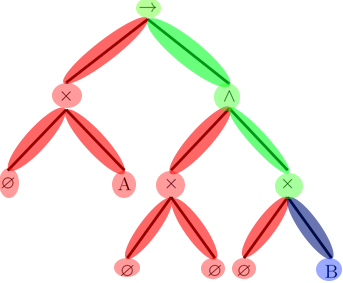 →
× ∧
∅ A × ×
∅ ∅ ∅ B